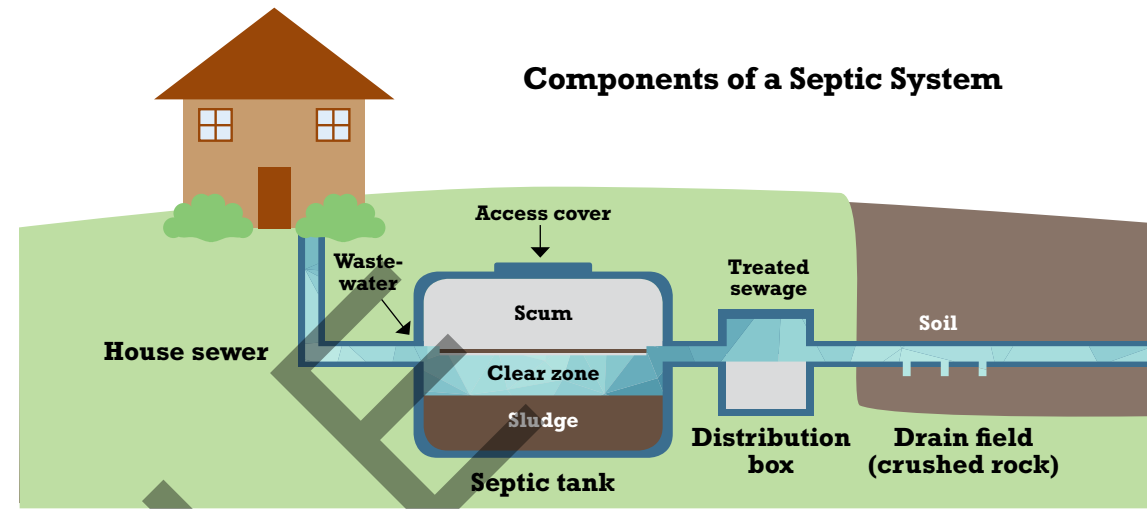 Components of a Septic System
Access cover
Waste-
water
Treated
sewage
Scum
Soil
House sewer
Clear zone
Sludge
Distribution
box
Drain field
(crushed rock)
Septic tank